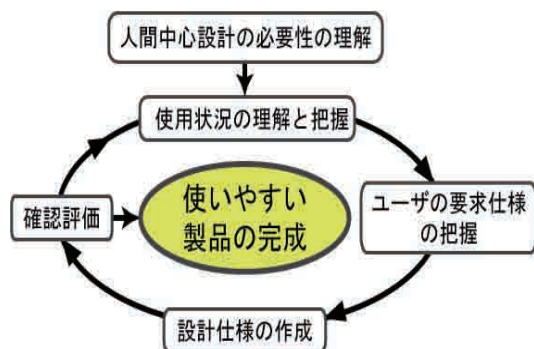 人間中心設計の必要性の理解
使用状況の理解と把握
ユーザの要求仕様
の把握
設計仕様の作成
確認評価
使いやすい
製品の完成